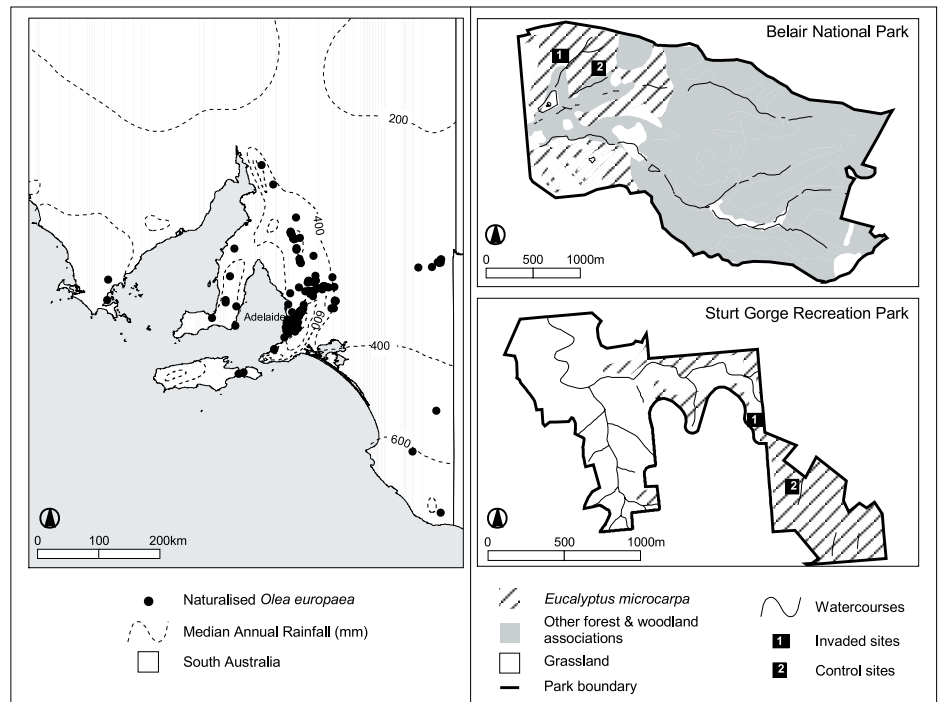 200
400
Adelaide
600
400
600
0 100 200km
Naturalised Olea europaea
Median Annual Rainfall (mm)
South Australia
Belair National Park
1
2
0 500 1000m
Sturt Gorge Recreation Park
1
2
0 500 1000m
Eucalyptus microcarpa
Other forest & woodland
associations
Grassland
Park boundary
Watercourses
1 Invaded sites
2 Control sites